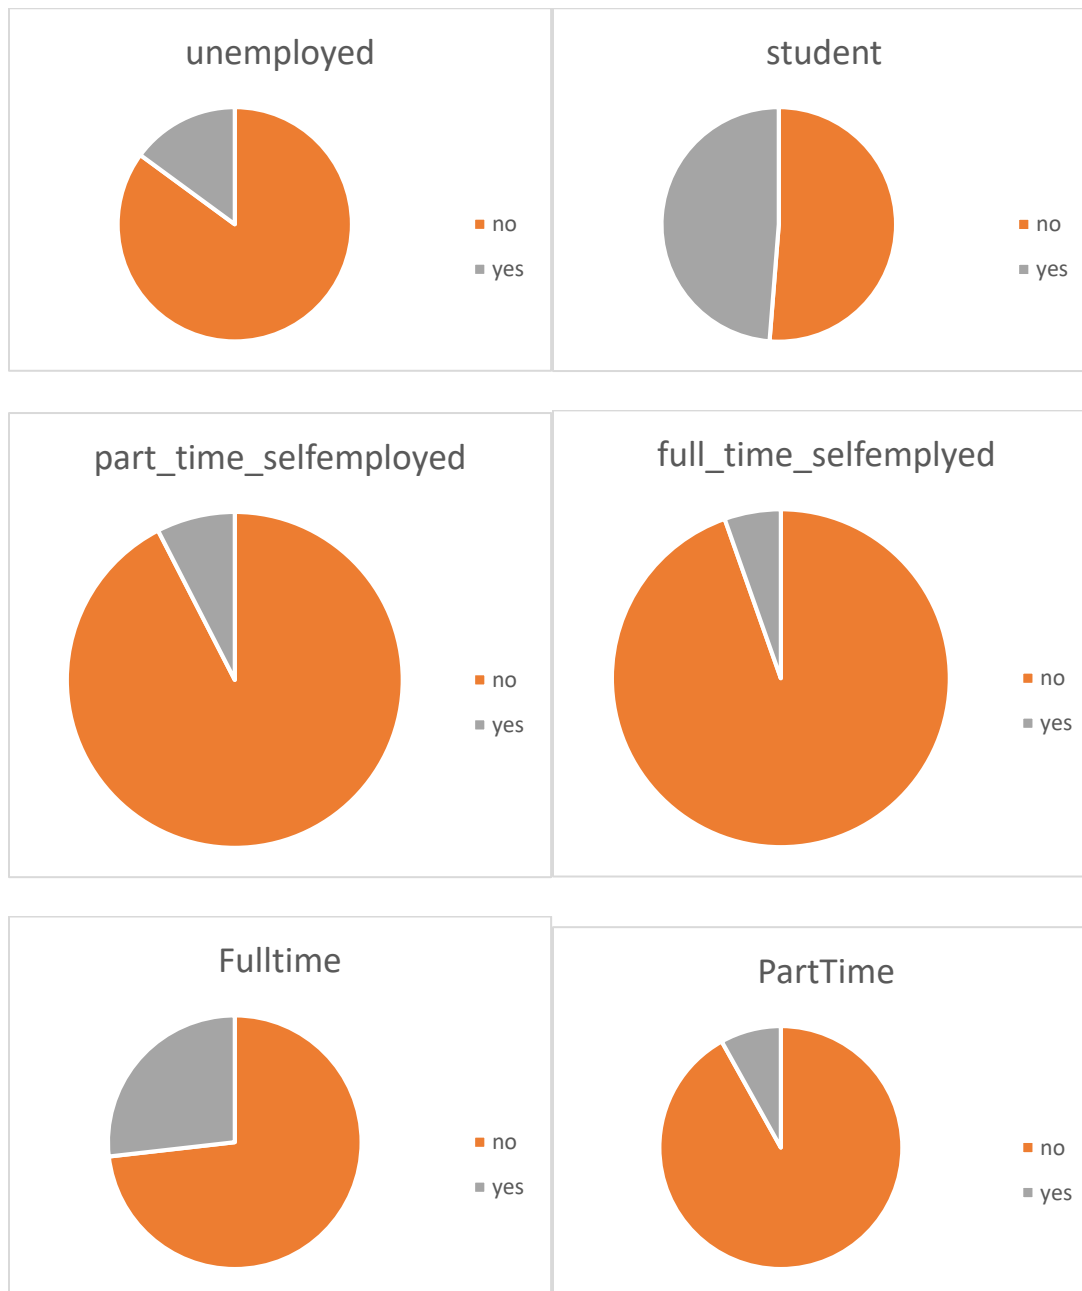 unemployed
no
yes
student
no
yes
part_time_selfemployed
no
yes
full_time_selfemplyed
no
yes
Fulltime
no
yes
PartTime
no
yes